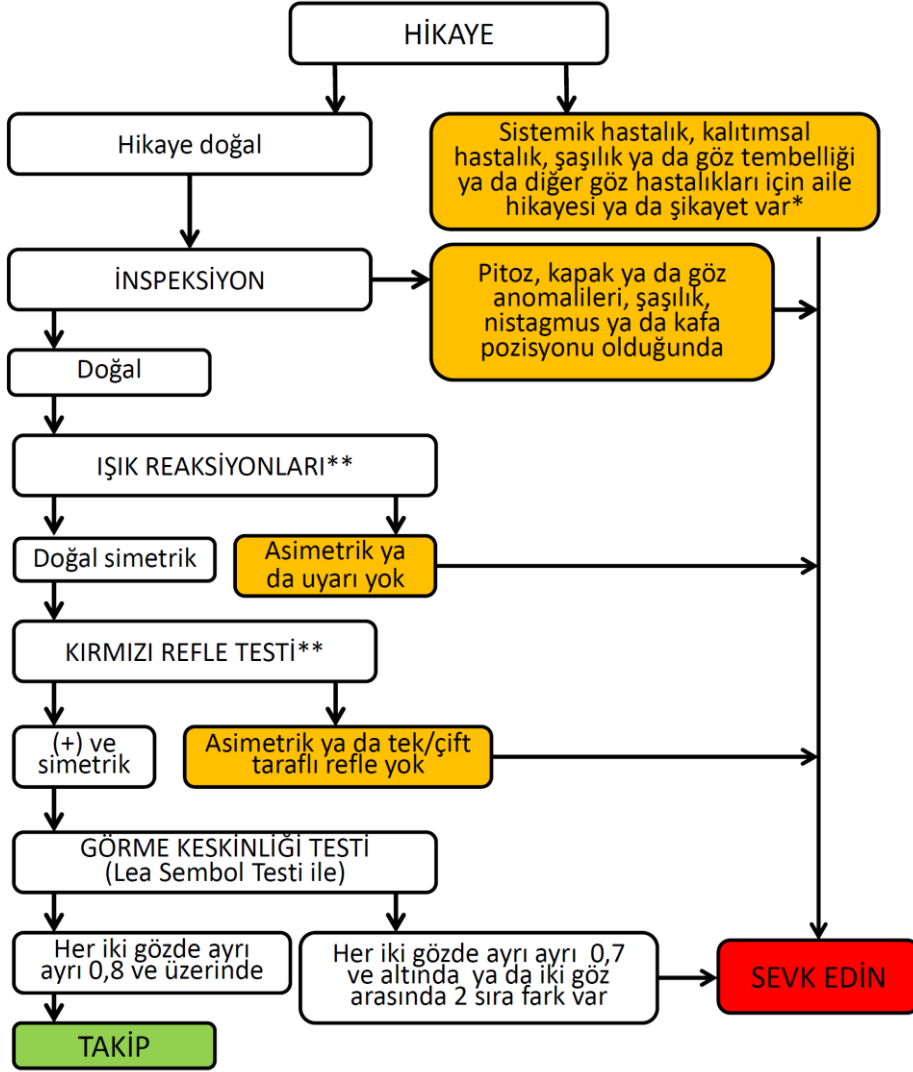 HİKAYE
Hikaye doğal
Sistemik hastalık, kalıtımsal
hastalık, şaşılık ya da göz tembelliği
ya da diğer göz hastalıkları için aile
hikayesi ya da şikayet var*
İNSPEKSİYON
Pitoz, kapak ya da göz
anomalileri, şaşılık,
nistagmus ya da kafa
pozisyonu olduğunda
Doğal
IŞIK REAKSİYONLARI**
Doğal simetrik
Asimetrik ya
da uyarı yok
KIRMIZI REFLE TESTİ**
(+) ve
simetrik
Asimetrik ya da tek/çift
taraflı refle yok
GÖRME KESKİNLİĞİ TESTİ
(Lea Sembol Testi ile)
Her iki gözde ayrı
ayrı 0,8 ve üzerinde
Her iki gözde ayrı ayrı 0,7
ve altında ya da iki göz
arasında 2 sıra fark var
SEVK EDİN
TAKİP